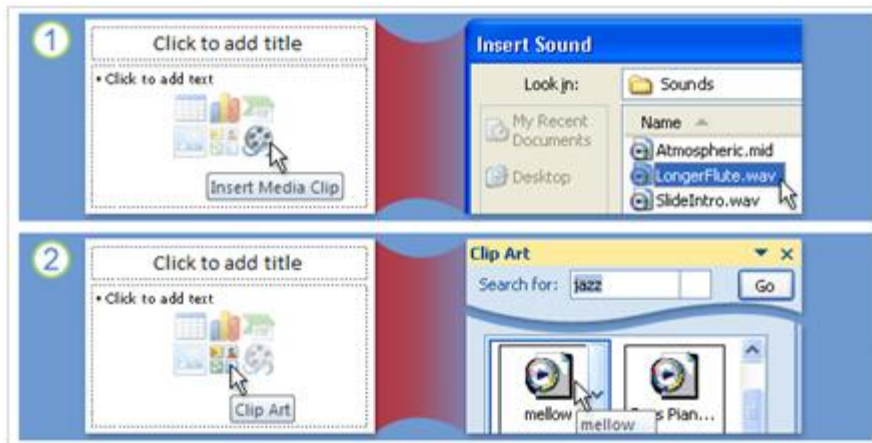 1
Click to add title
• Click to add text
Insert Media Clip
Insert Sound
Look in:
Sounds
My Recent
Documents
Desktop
Name
Atmospheric.mid
LongerFlute.wav
SlideIntro.wav
2
Click to add title
• Click to add text
Clip Art
Clip Art
Search for:
jazz
Go
mellow
mellow
Pian...